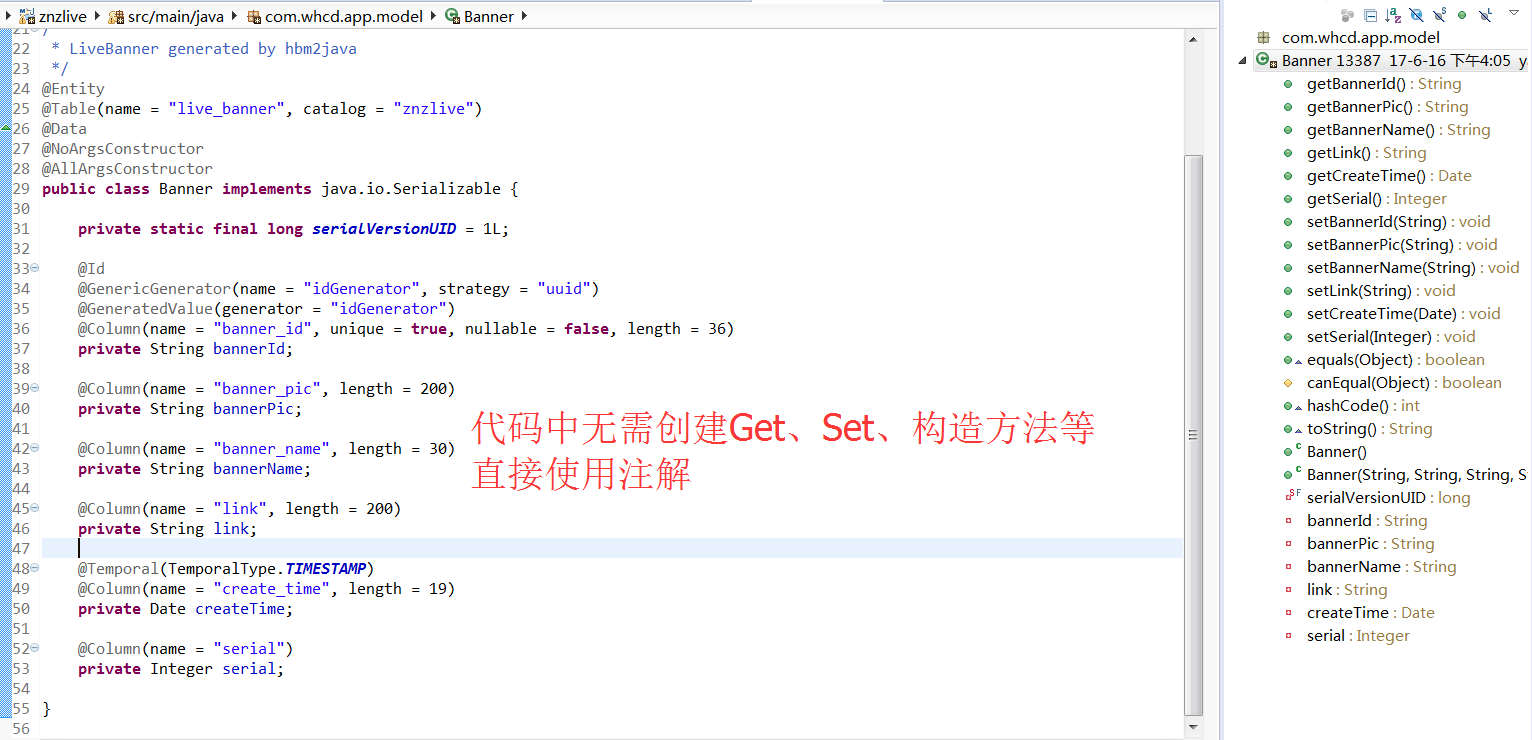 znzlive src/main/java com.whcd.app.model Banner
22 * LiveBanner generated by hbm2java
23 */
24 @Entity
25 @Table(name = "live_banner", catalog = "znzlive")
26 @Data
27 @NoArgsConstructor
28 @AllArgsConstructor
29 public class Banner implements java.io.Serializable {
30
31 private static final long serialVersionUID = 1L;
32
33 @Id
34 @GenericGenerator(name = "idGenerator", strategy = "uuid")
35 @GeneratedValue(generator = "idGenerator")
36 @Column(name = "banner_id", unique = true, nullable = false, length = 36)
37 private String bannerId;
38
39 @Column(name = "banner_pic", length = 200)
40 private String bannerPic;
41
42 @Column(name = "banner_name", length = 30)
43 private String bannerName;
44
45 @Column(name = "link", length = 200)
46 private String link;
47
48 @Temporal(TemporalType.TIMESTAMP)
49 @Column(name = "create_time", length = 19)
50 private Date createTime;
51
52 @Column(name = "serial")
53 private Integer serial;
54
55 }
56
代码中无需创建Get、Set、构造方法等
直接使用注解
com.whcd.app.model
Banner 13387 17-6-16 下午4:05 y
getBannerId() : String
getBannerPic() : String
getBannerName() : String
getLink() : String
getCreateTime() : Date
getSerial() : Integer
setBannerId(String) : void
setBannerPic(String) : void
setBannerName(String) : void
setLink(String) : void
setCreateTime(Date) : void
setSerial(Integer) : void
equals(Object) : boolean
canEqual(Object) : boolean
hashCode() : int
toString() : String
Banner()
Banner(String, String, String, S
serialVersionUID : long
bannerId : String
bannerPic : String
bannerName : String
link : String
createTime : Date
serial : Integer